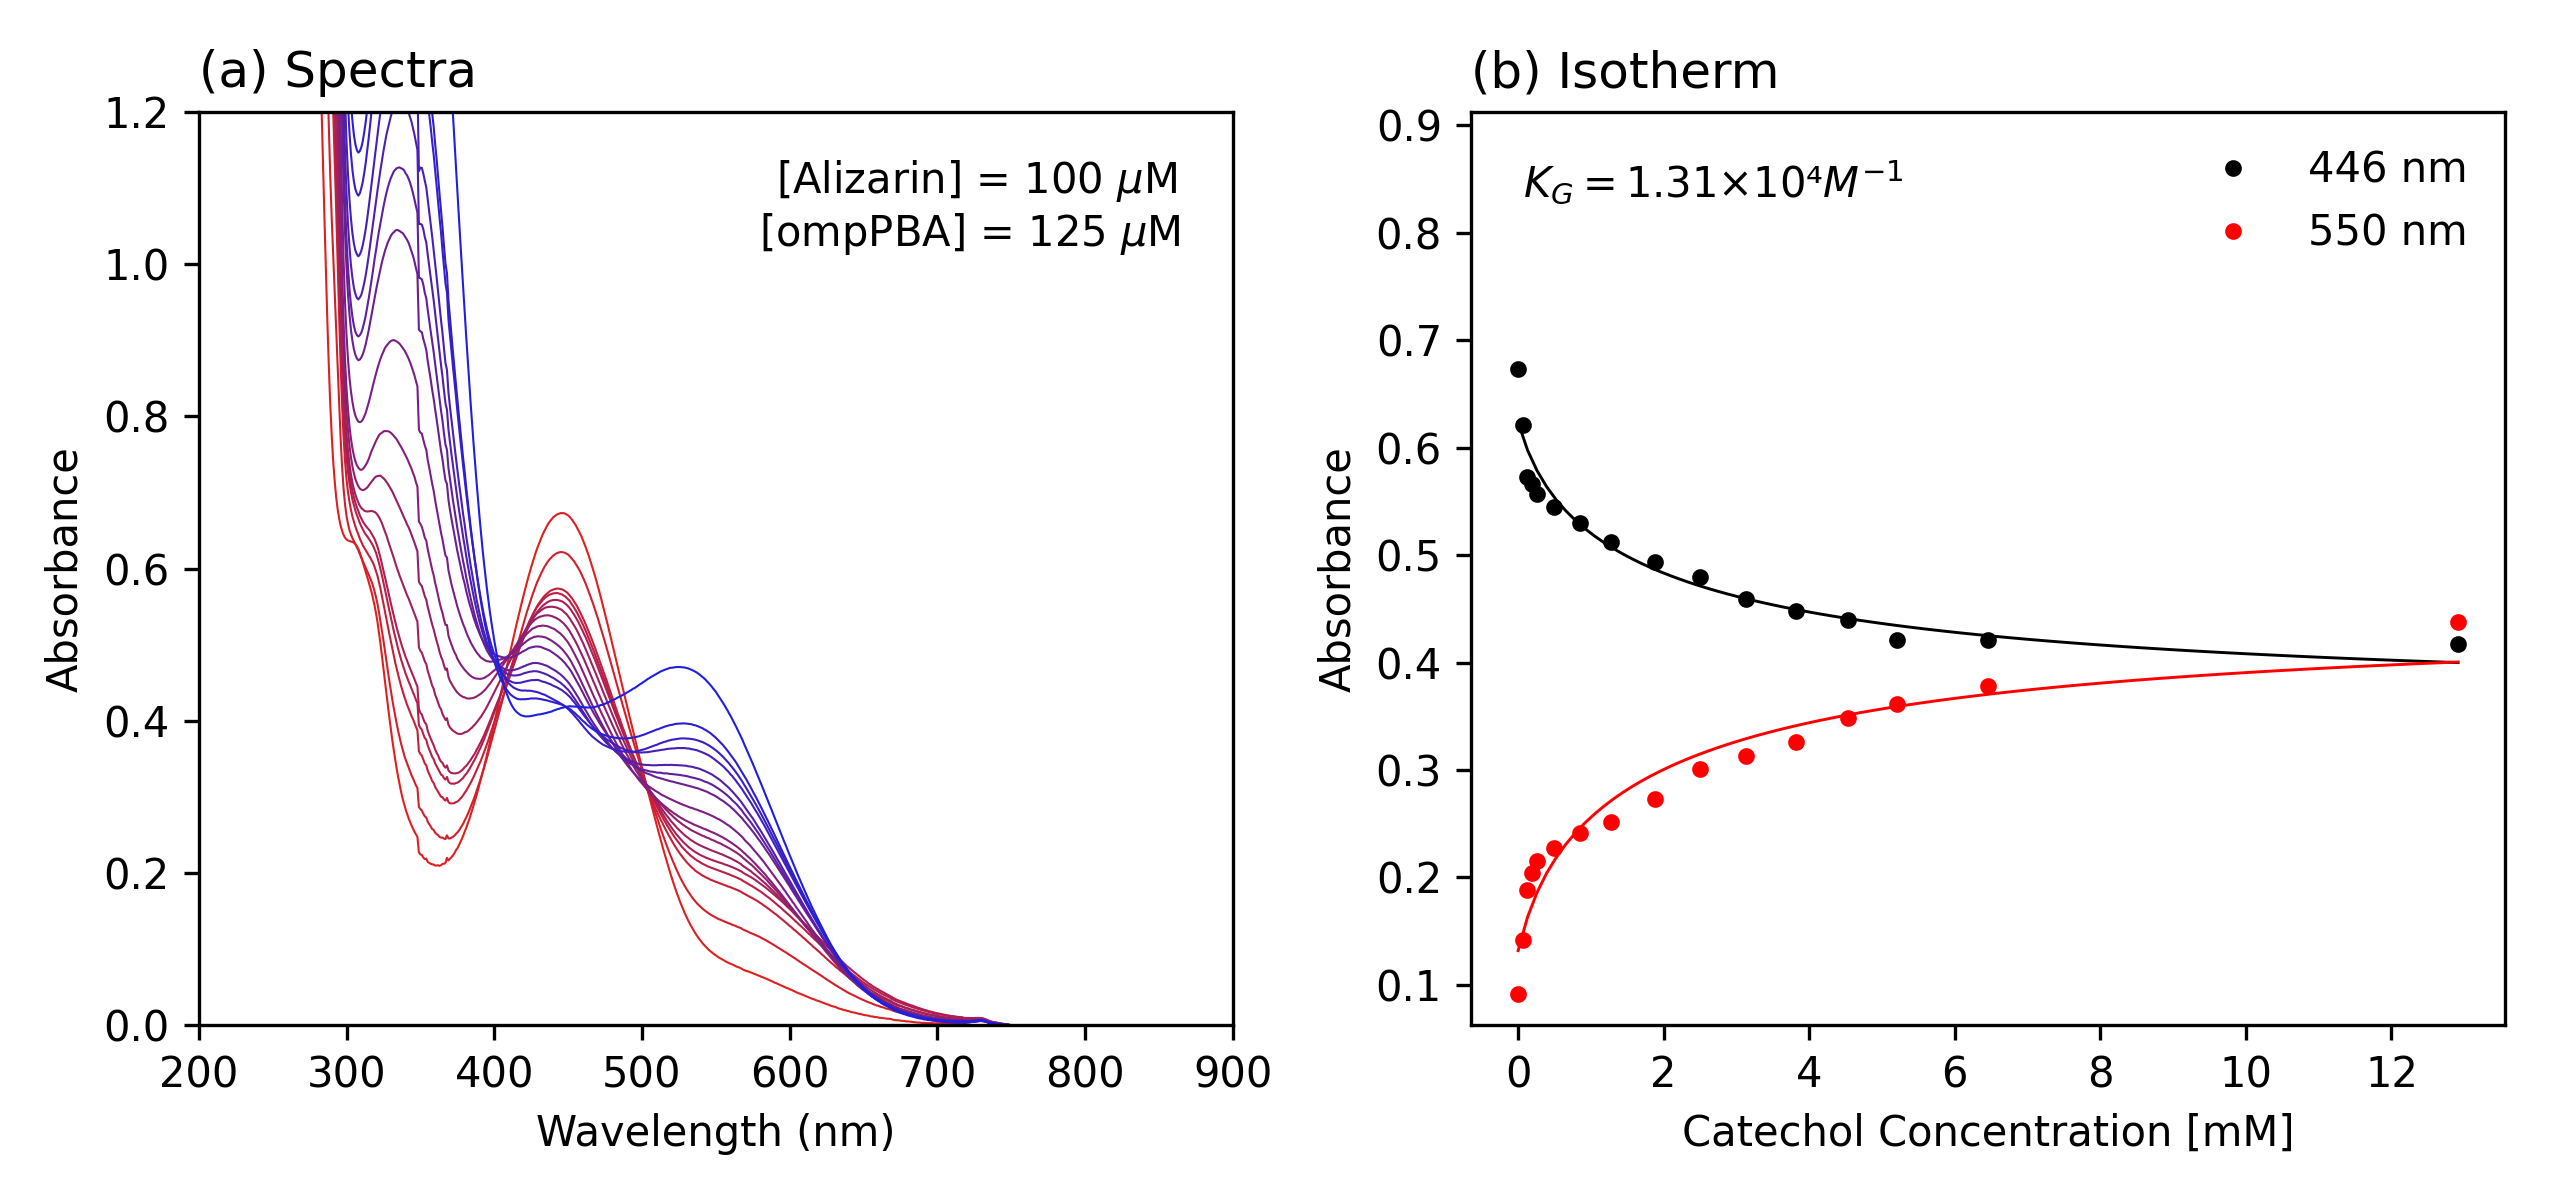 (a) Spectra
1.2
1.0
0.8
0.6
0.4
0.2
0.0
Absorbance
[Alizarin] = 100 μM
[ompPBA] = 125 μM
200 300 400 500 600 700 800 900
Wavelength (nm)
(b) Isotherm
0.9
0.8
0.7
0.6
0.5
0.4
0.3
0.2
0.1
Absorbance
K_G = 1.31×10⁴M⁻¹
446 nm
550 nm
0 2 4 6 8 10 12
Catechol Concentration [mM]